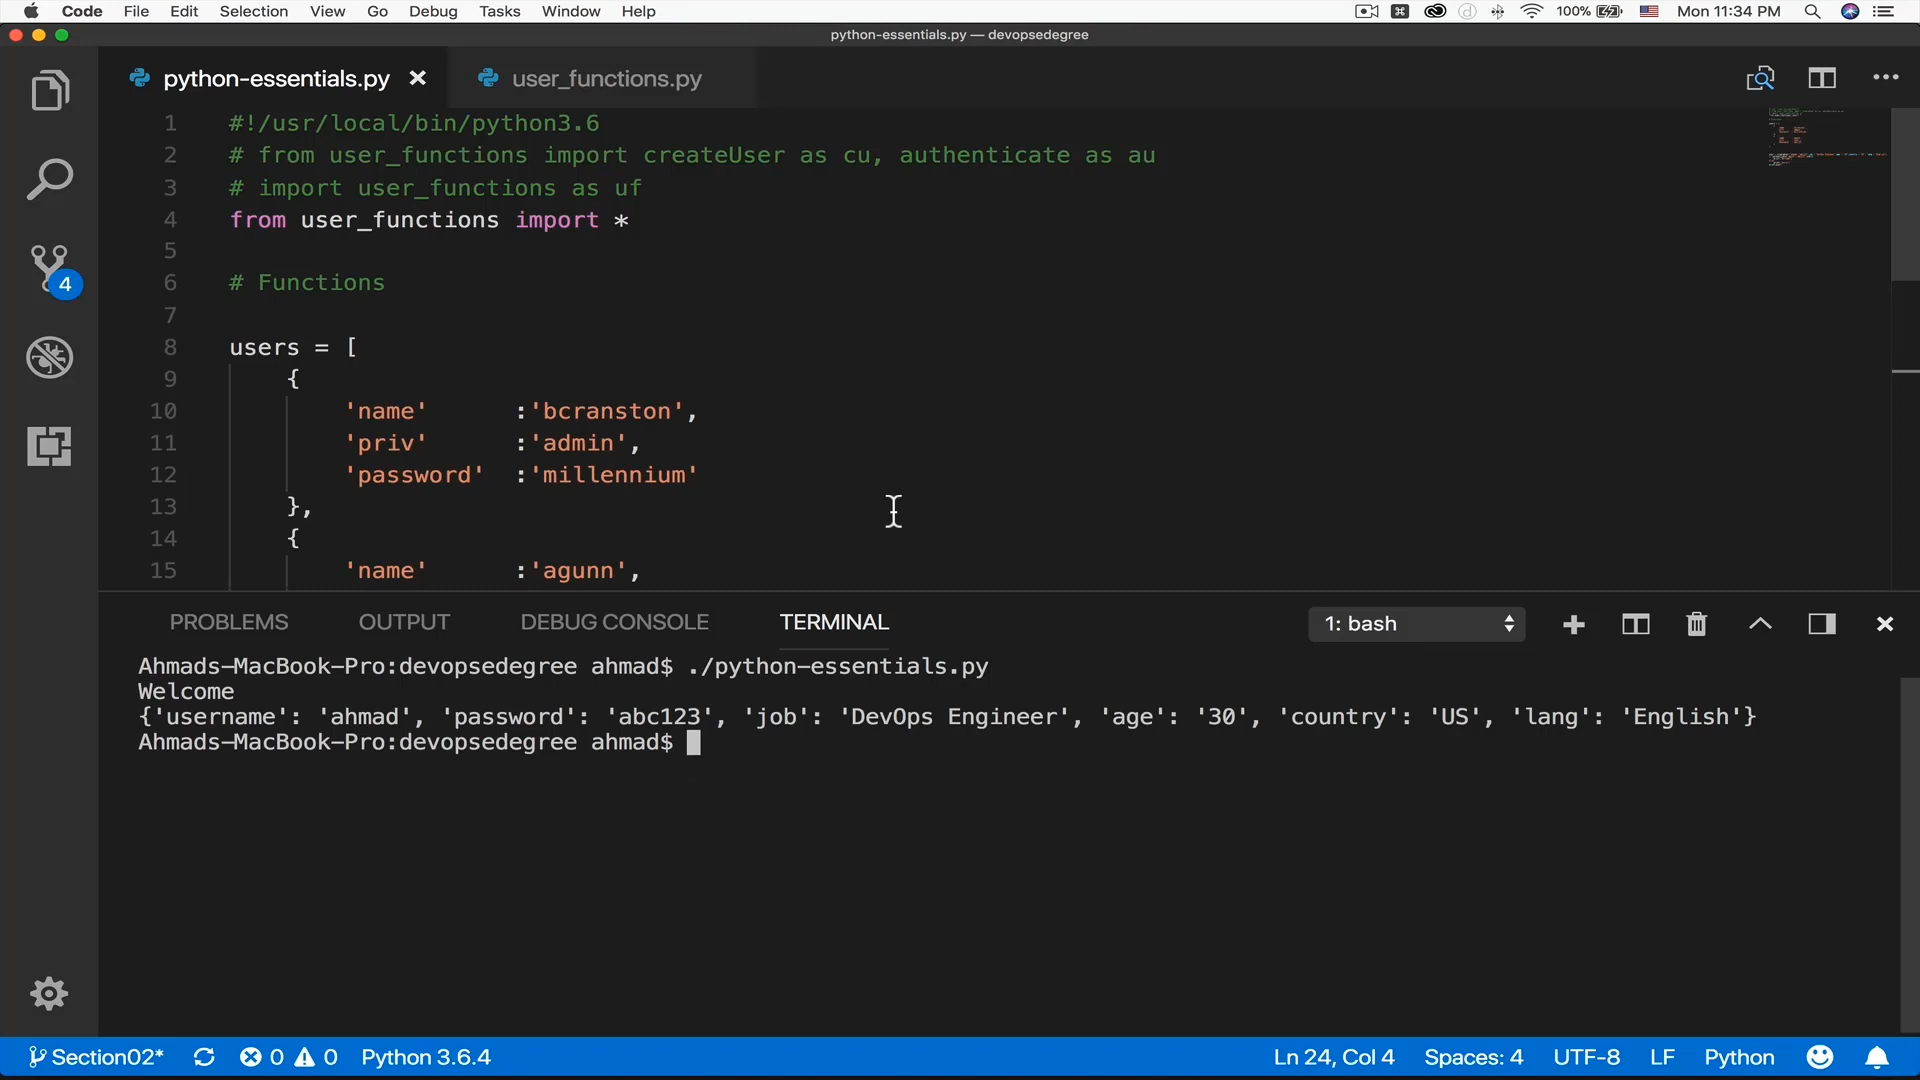 Code File Edit Selection View Go Debug Tasks Window Help 100% Mon 11:34 PM
python-essentials.py — devopsedegree
python-essentials.py user_functions.py
1 #!/usr/local/bin/python3.6
2 # from user_functions import createUser as cu, authenticate as au
3 # import user_functions as uf
4 from user_functions import *
5
6 # Functions
7
8 users = [
9 {
10 'name' :'bcranston',
11 'priv' :'admin',
12 'password' :'millennium'
13 },
14 {
15 'name' :'agunn',
4
PROBLEMS OUTPUT DEBUG CONSOLE TERMINAL 1: bash
Ahmads-MacBook-Pro:devopsedegree ahmad$ ./python-essentials.py
Welcome
{'username': 'ahmad', 'password': 'abc123', 'job': 'DevOps Engineer', 'age': '30', 'country': 'US', 'lang': 'English'}
Ahmads-MacBook-Pro:devopsedegree ahmad$
Section02* 0 0 Python 3.6.4 Ln 24, Col 4 Spaces: 4 UTF-8 LF Python